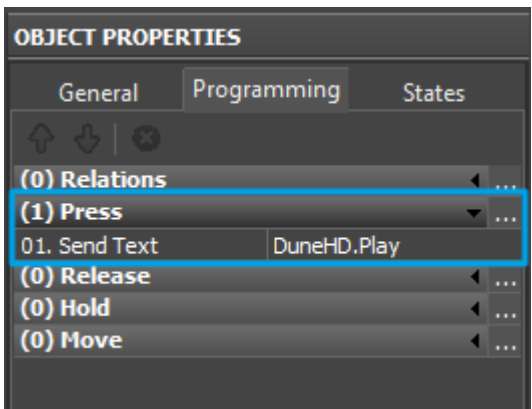 OBJECT PROPERTIES
General Programming States
(0) Relations ...
(1) Press ...
01. Send Text DuneHD.Play
(0) Release ...
(0) Hold ...
(0) Move ...